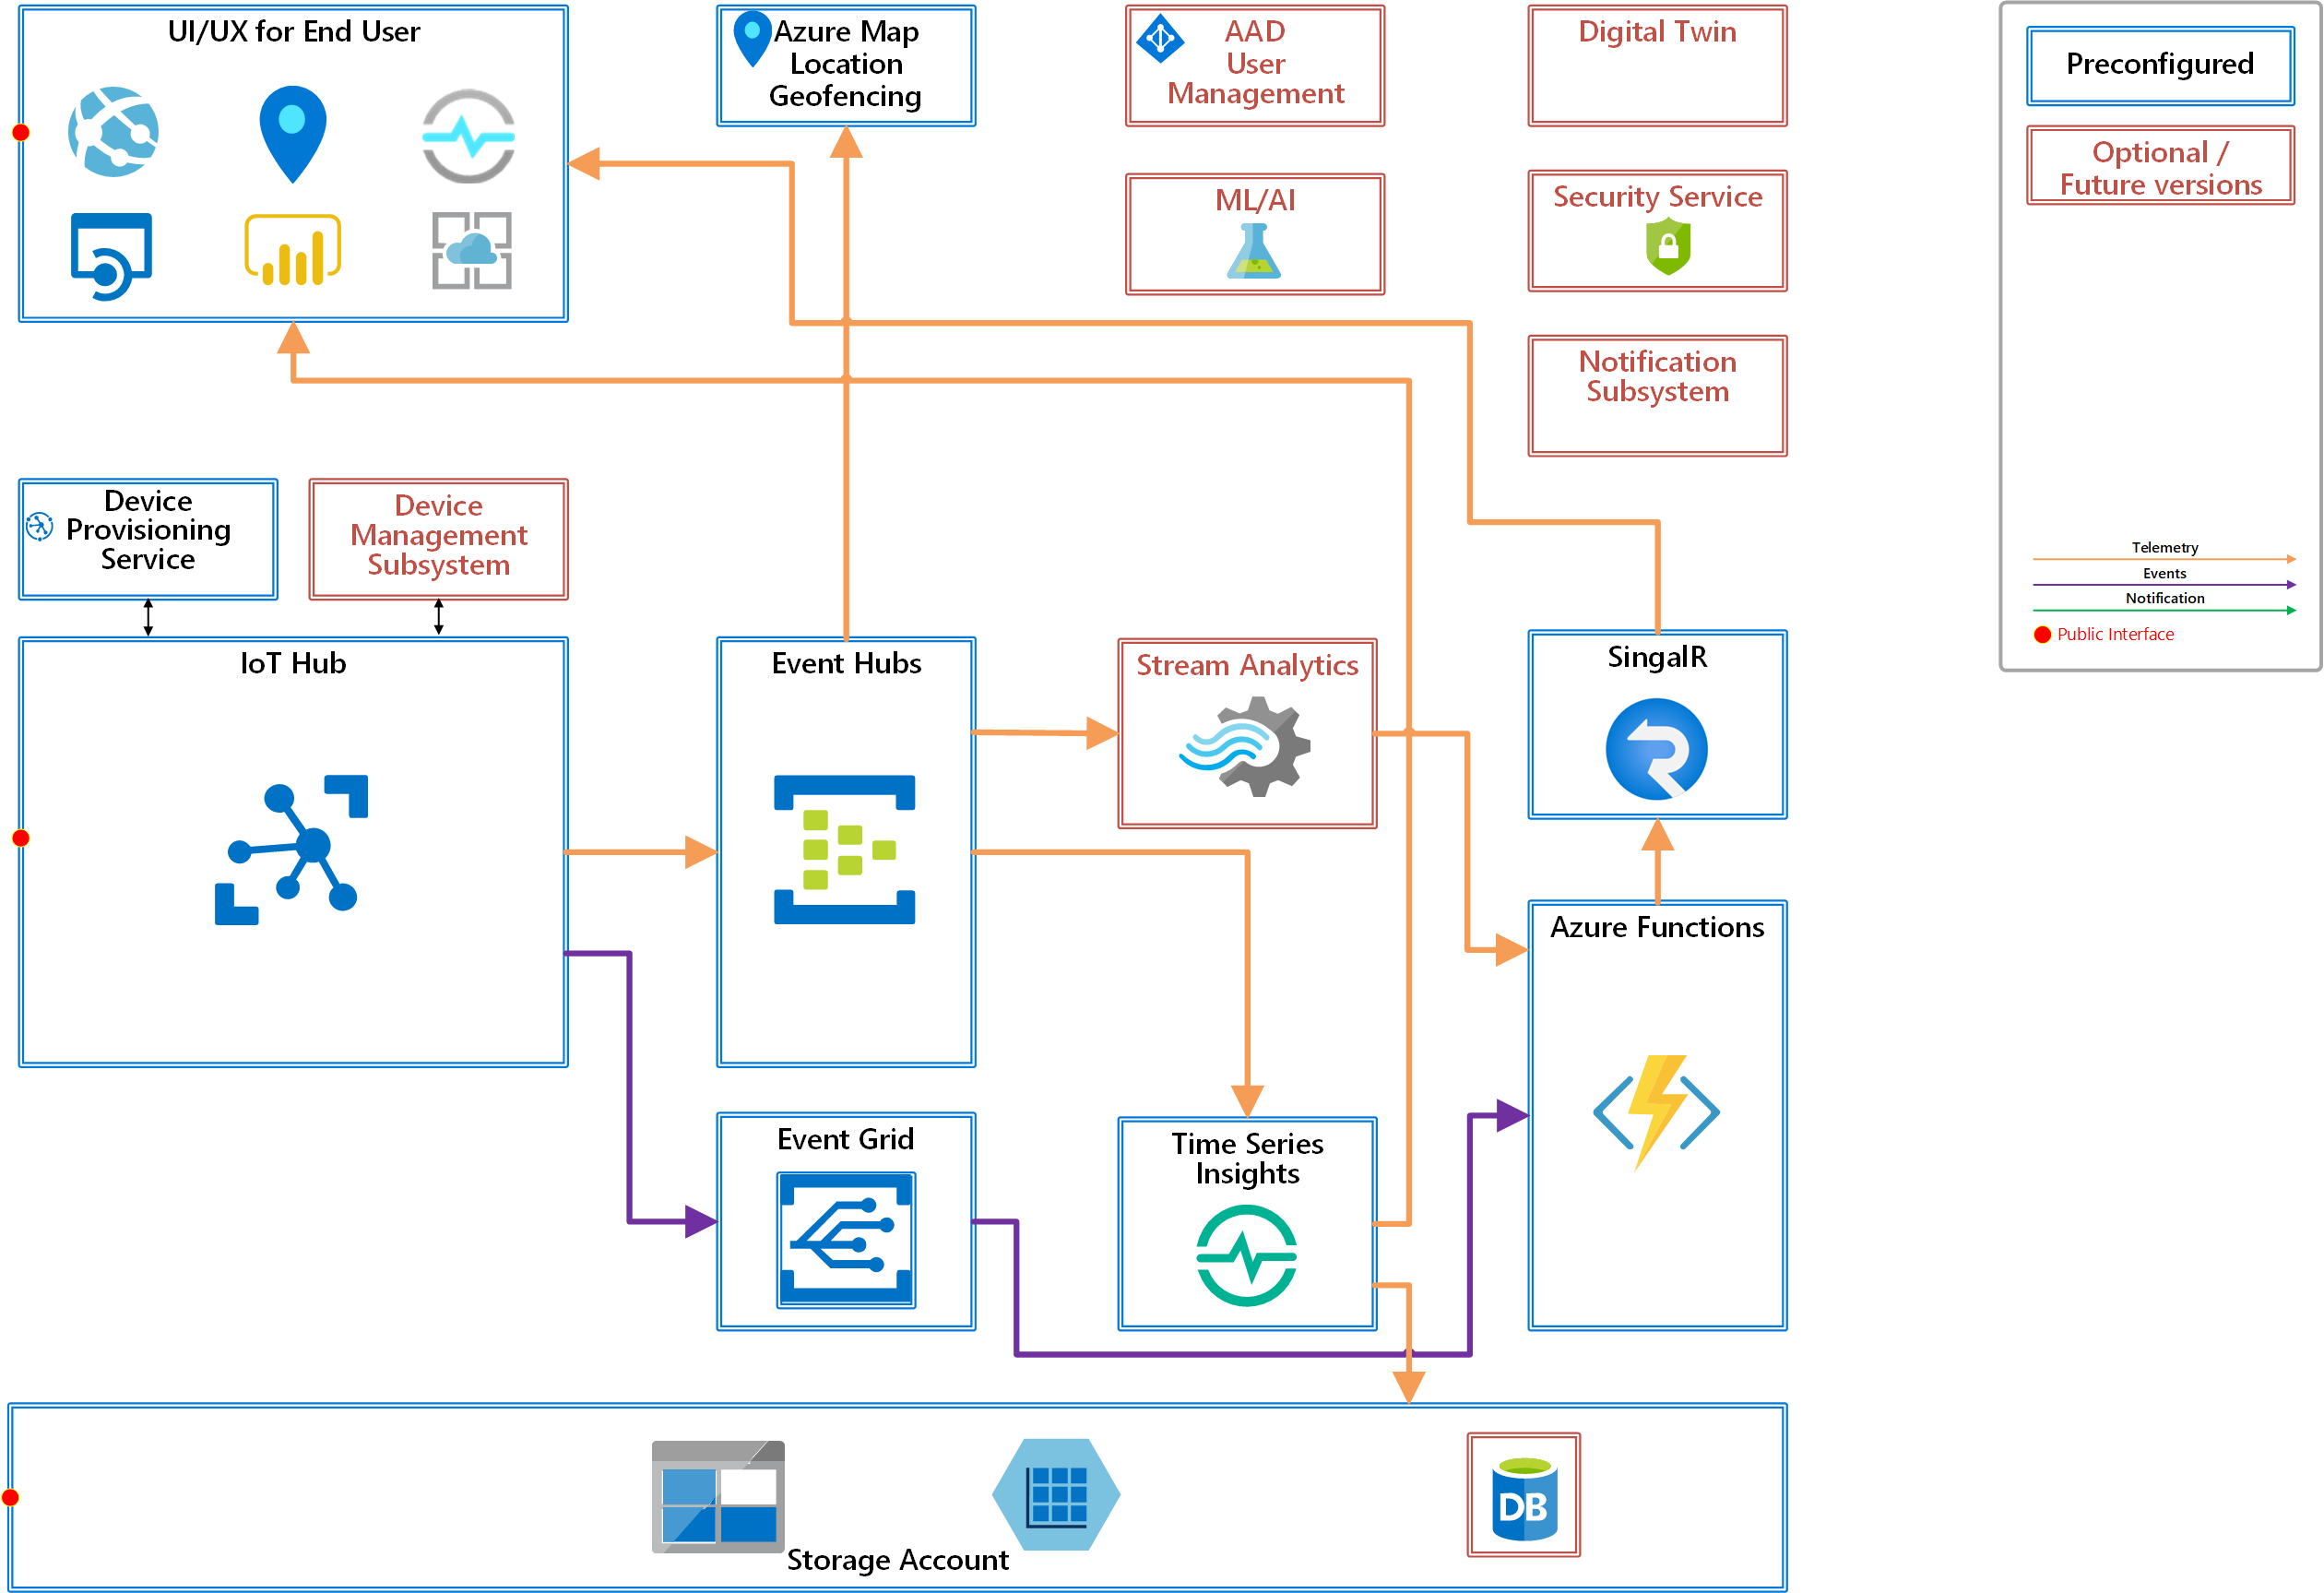 UI/UX for End User
Azure Map
Location
Geofencing
AAD
User
Management
Digital Twin
Preconfigured
Optional /
Future versions
ML/AI
Security Service
Notification
Subsystem
Device
Provisioning
Service
Device
Management
Subsystem
Telemetry
Events
Notification
Public Interface
IoT Hub
Event Hubs
Stream Analytics
SingalR
Azure Functions
Event Grid
Time Series
Insights
DB
Storage Account